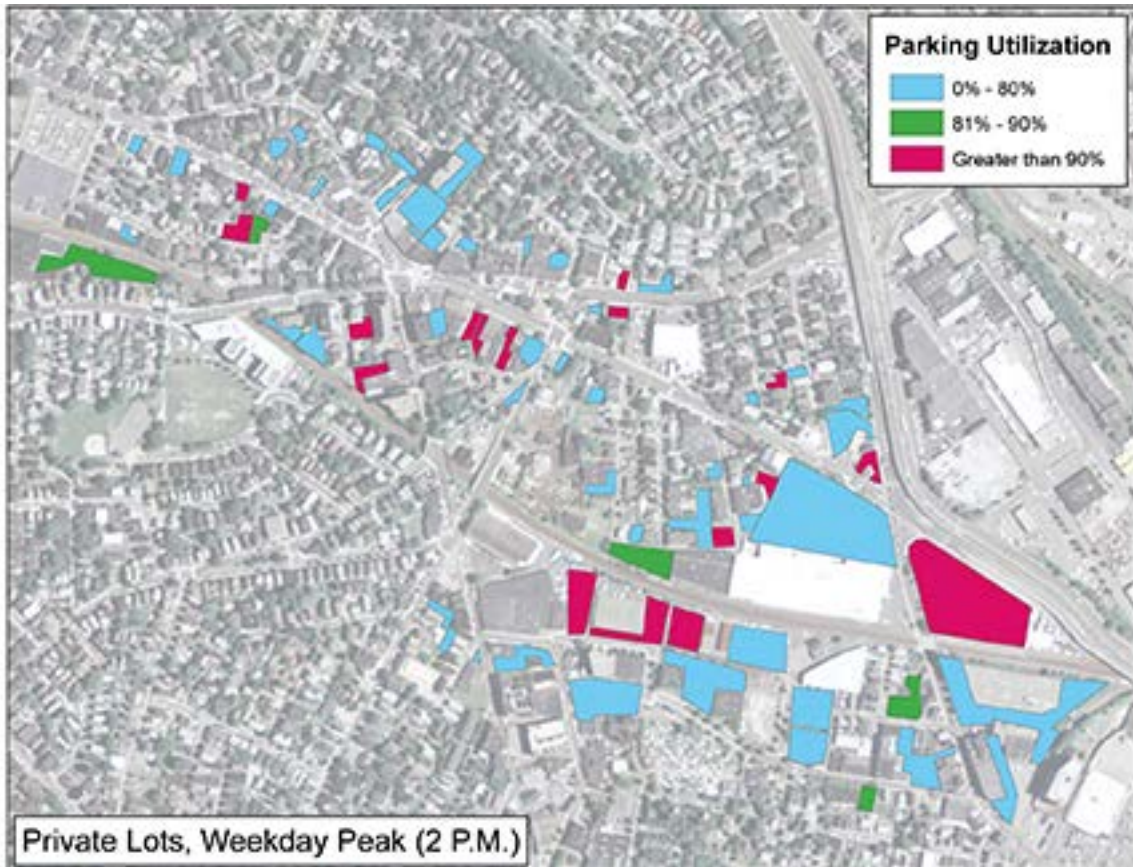 Parking Utilization
0% - 80%
81% - 90%
Greater than 90%
Private Lots, Weekday Peak (2 P.M.)